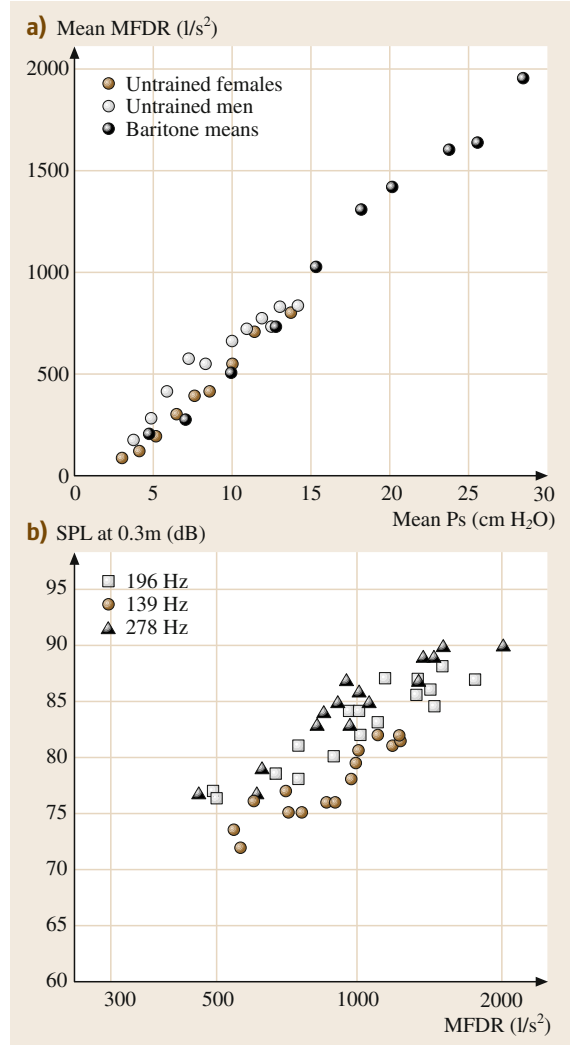 a) Mean MFDR (l/s²)
2000
Untrained females
Untrained men
Baritone means
1500
1000
500
0
0 5 10 15 20 25 30
Mean Ps (cm H₂O)
b) SPL at 0.3m (dB)
95
196 Hz
139 Hz
278 Hz
90
85
80
75
70
65
60
300 500 1000 2000
MFDR (l/s²)